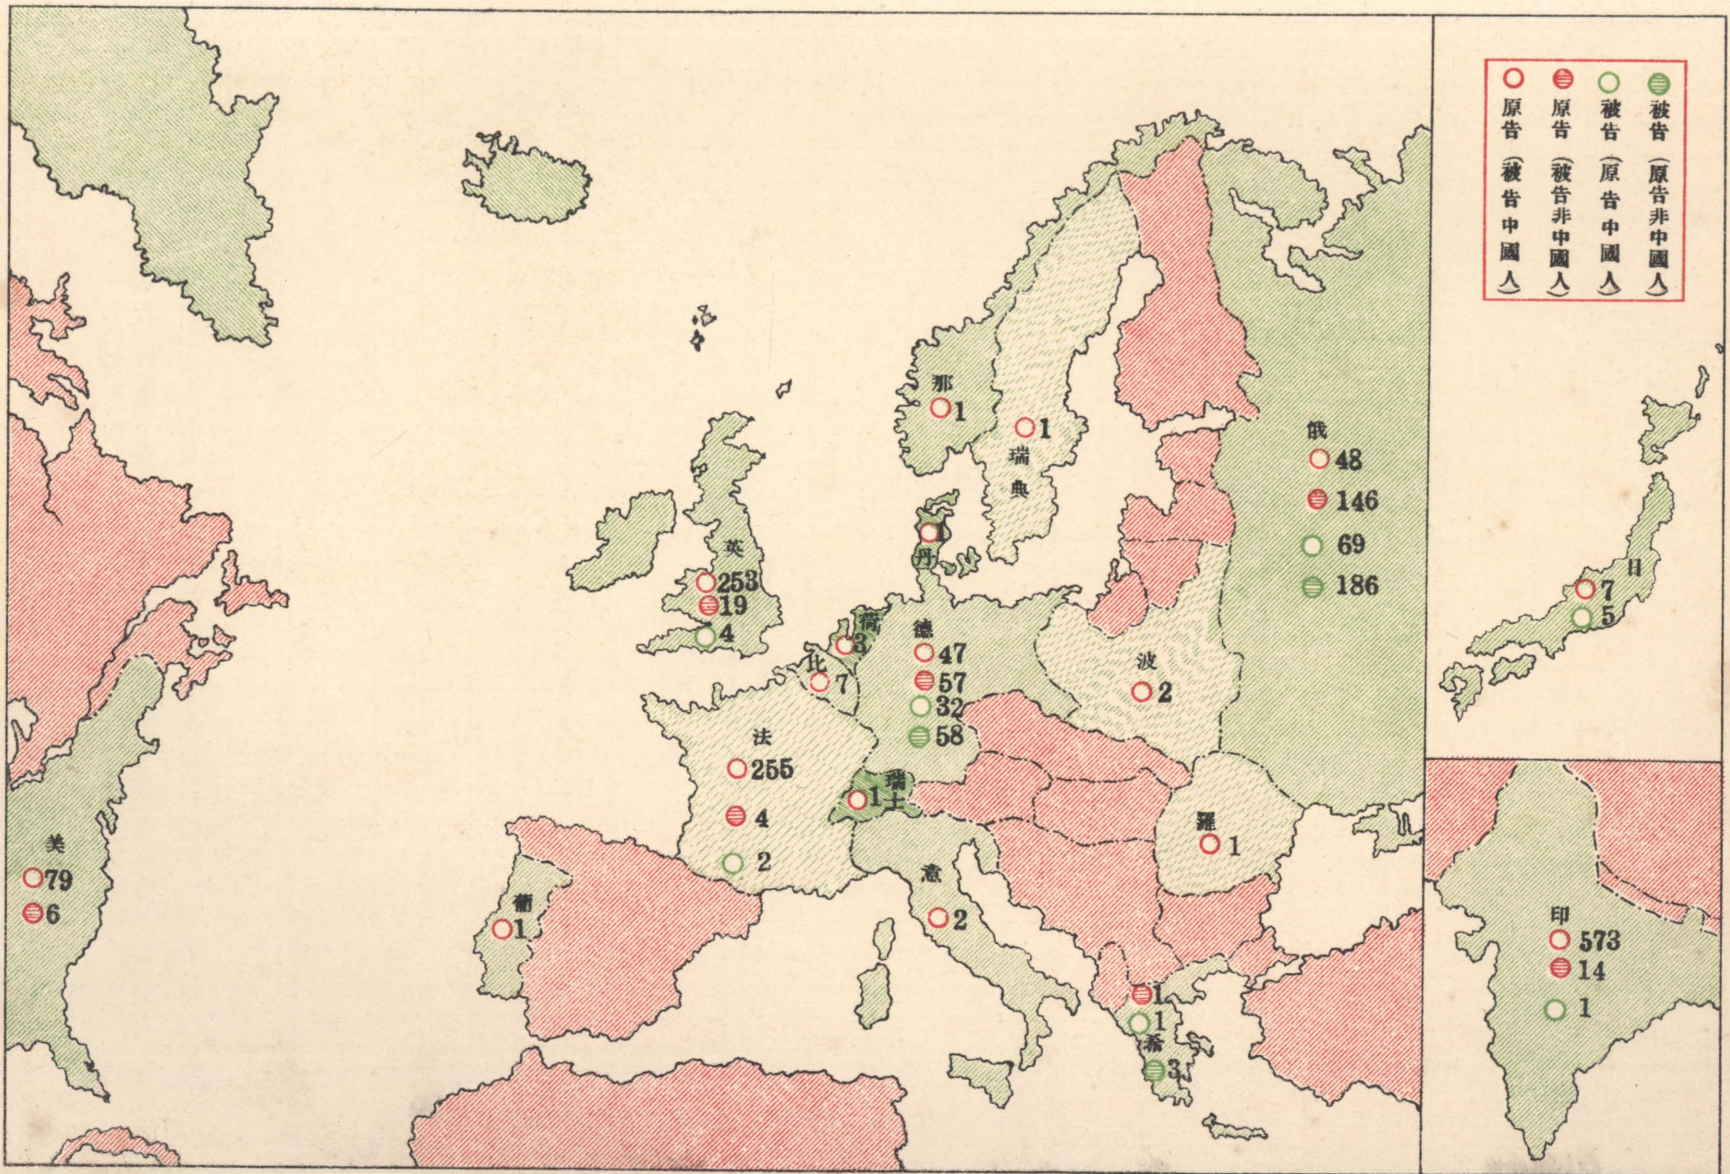 原告（被告中國人）
原告（被告非中國人）
被告（原告中國人）
被告（原告非中國人）
那
1
1
瑞典
俄
48
146
69
186
英
253
19
4
1
丹
荷
3
比
7
德
47
57
32
58
波
2
法
255
4
2
瑞士
1
羅
1
意
2
葡
1
美
79
6
1
1
希
3
日
7
5
印
573
14
1